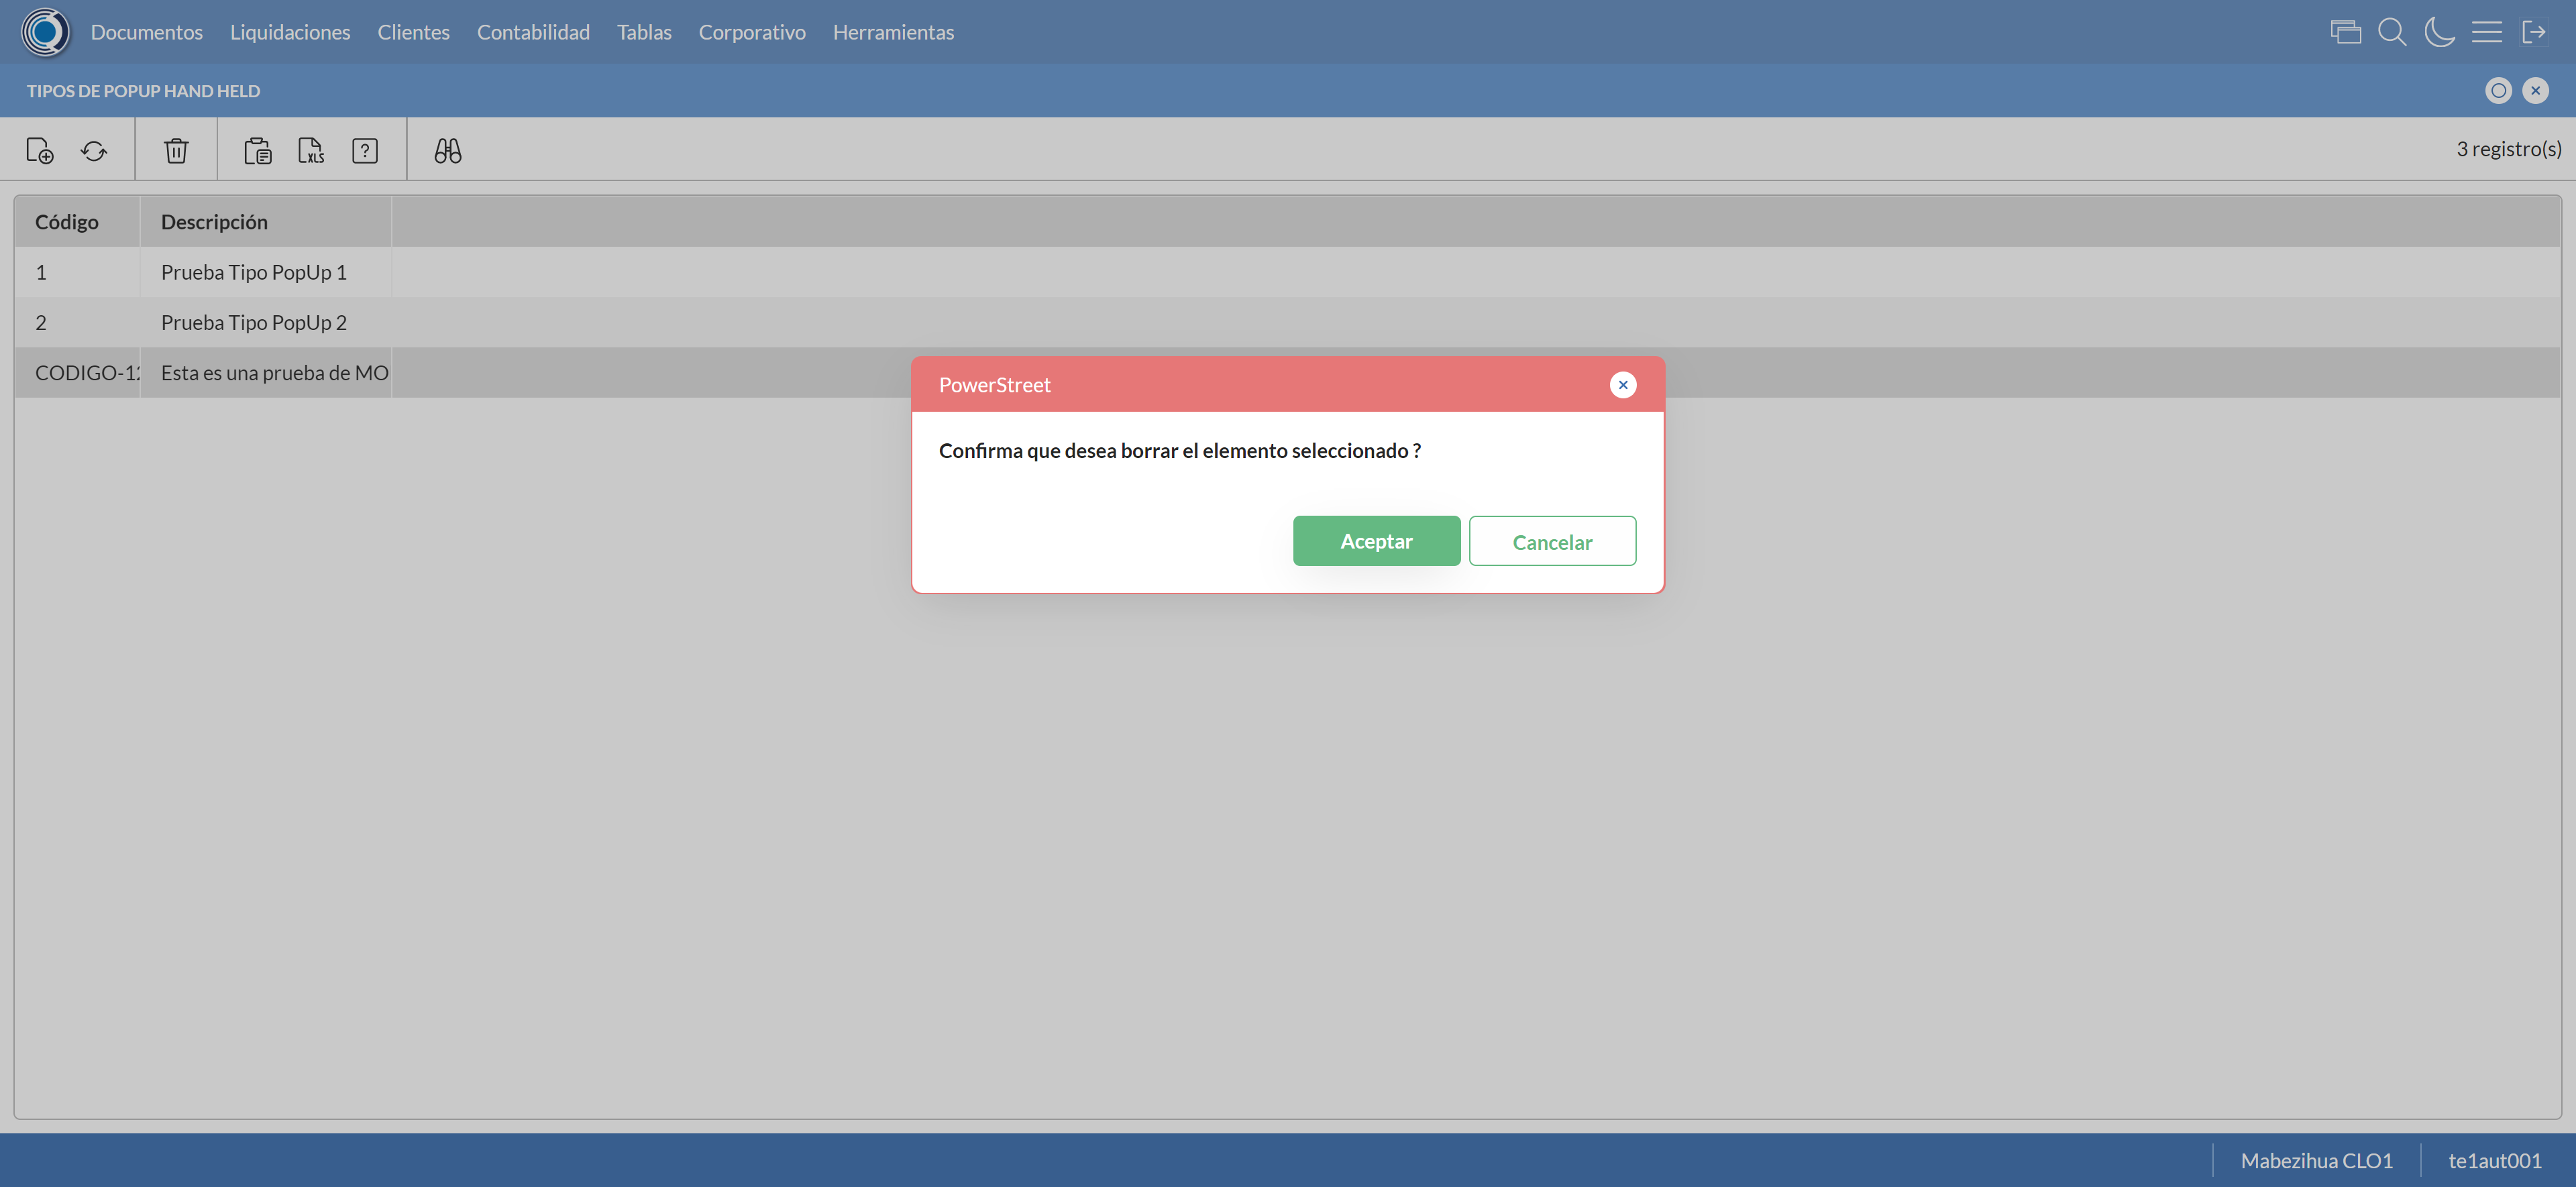 Documentos Liquidaciones Clientes Contabilidad Tablas Corporativo Herramientas
TIPOS DE POPUP HAND HELD
XLS ? 3 registro(s)
Código Descripción
1 Prueba Tipo PopUp 1
2 Prueba Tipo PopUp 2
CODIGO-12 Esta es una prueba de MO
PowerStreet
Confirma que desea borrar el elemento seleccionado ?
Aceptar Cancelar
Mabezihua CLO1 te1aut001